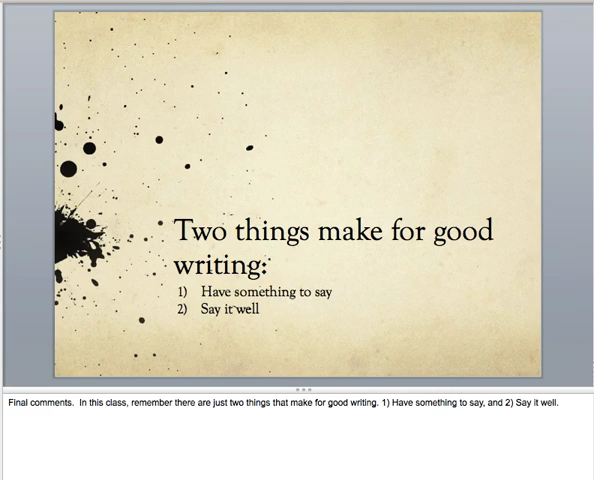 Two things make for good
writing:
1) Have something to say
2) Say it well
Final comments. In this class, remember there are just two things that make for good writing. 1) Have something to say, and 2) Say it well.